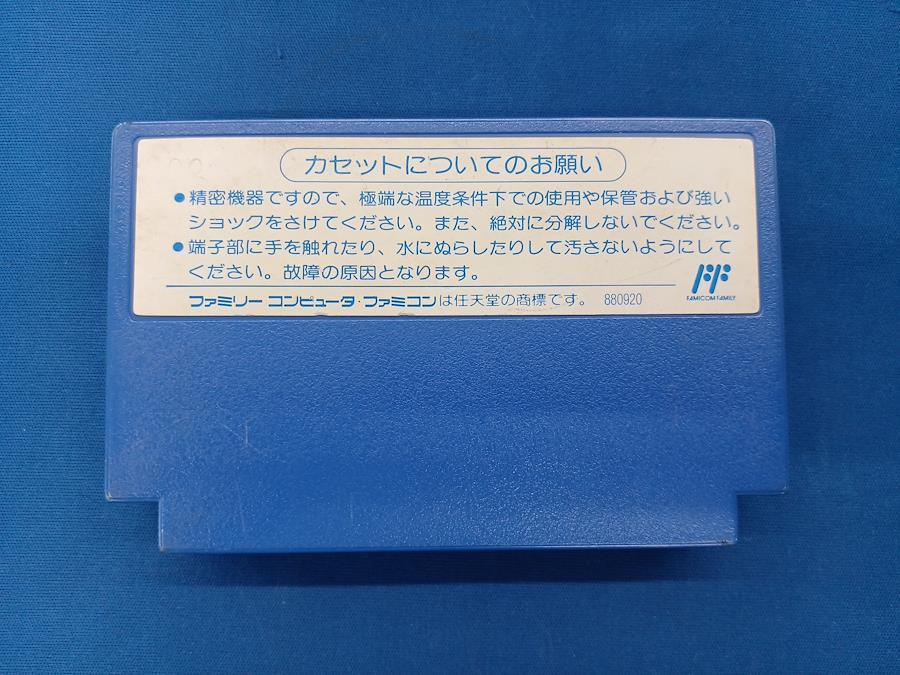 カセットについてのお願い
●精密機器ですので、極端な温度条件下での使用や保管および強い
ショックをさけてください。また、絶対に分解しないでください。
●端子部に手を触れたり、水にぬらしたりして汚さないようにして
ください。故障の原因となります。
FAMICOM FAMILY
ファミリー コンピュータ・ファミコンは任天堂の商標です。 880920